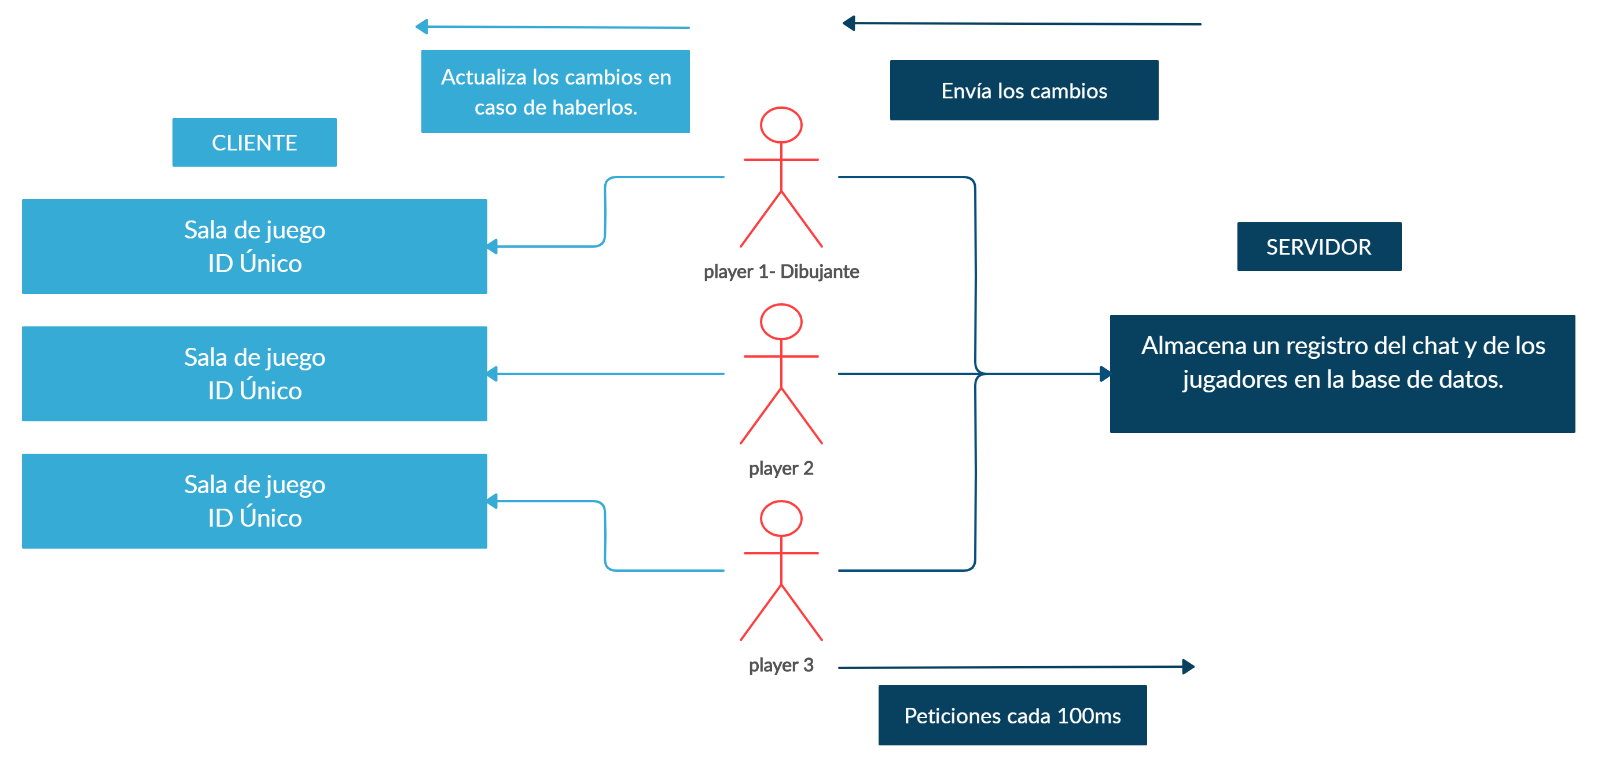 Actualiza los cambios en
caso de haberlos.
Envía los cambios
CLIENTE
Sala de juego
ID Único
player 1- Dibujante
SERVIDOR
Almacena un registro del chat y de los
jugadores en la base de datos.
Sala de juego
ID Único
player 2
Sala de juego
ID Único
player 3
Peticiones cada 100ms